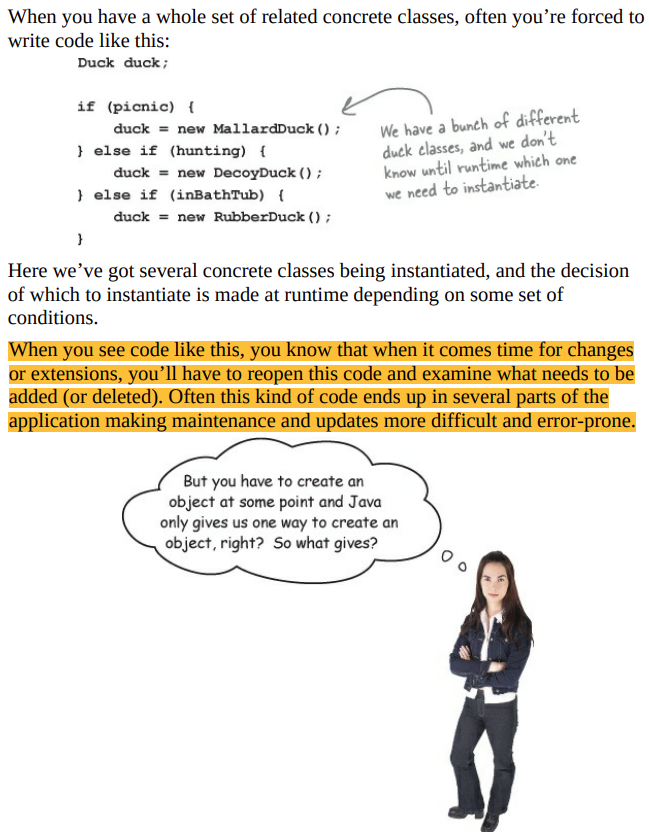 When you have a whole set of related concrete classes, often you’re forced to
write code like this:
Duck duck;
if (picnic) {
duck = new MallardDuck();
} else if (hunting) {
duck = new DecoyDuck();
} else if (inBathTub) {
duck = new RubberDuck();
}
We have a bunch of different
duck classes, and we don't
know until runtime which one
we need to instantiate.
Here we’ve got several concrete classes being instantiated, and the decision
of which to instantiate is made at runtime depending on some set of
conditions.
When you see code like this, you know that when it comes time for changes
or extensions, you’ll have to reopen this code and examine what needs to be
added (or deleted). Often this kind of code ends up in several parts of the
application making maintenance and updates more difficult and error-prone.
But you have to create an
object at some point and Java
only gives us one way to create an
object, right? So what gives?